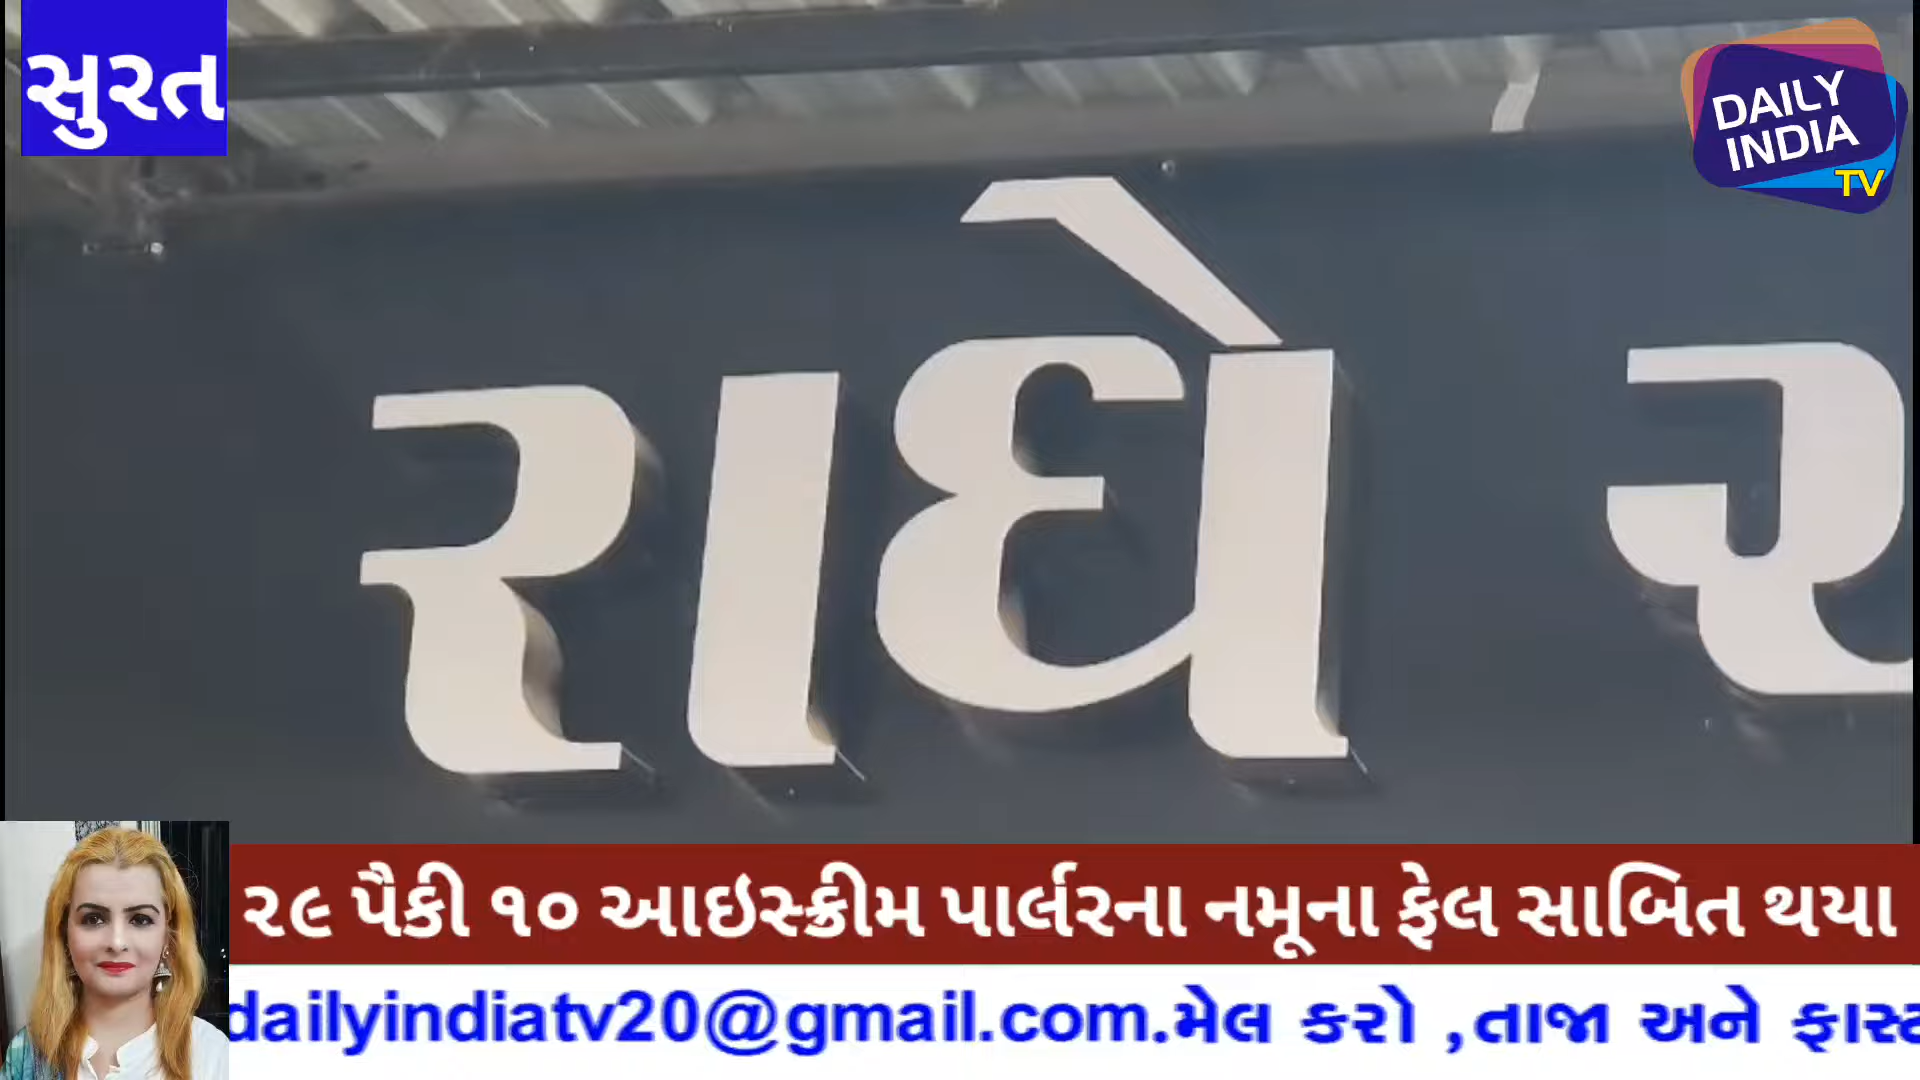 સુરત
DAILY
INDIA
TV
રાધે
૨૯ પૈકી ૧૦ આઇસ્ક્રીમ પાર્લરના નમૂના ફેલ સાબિત થયા
dailyindiatv20@gmail.com.મેલ કરો ,તાજા અને